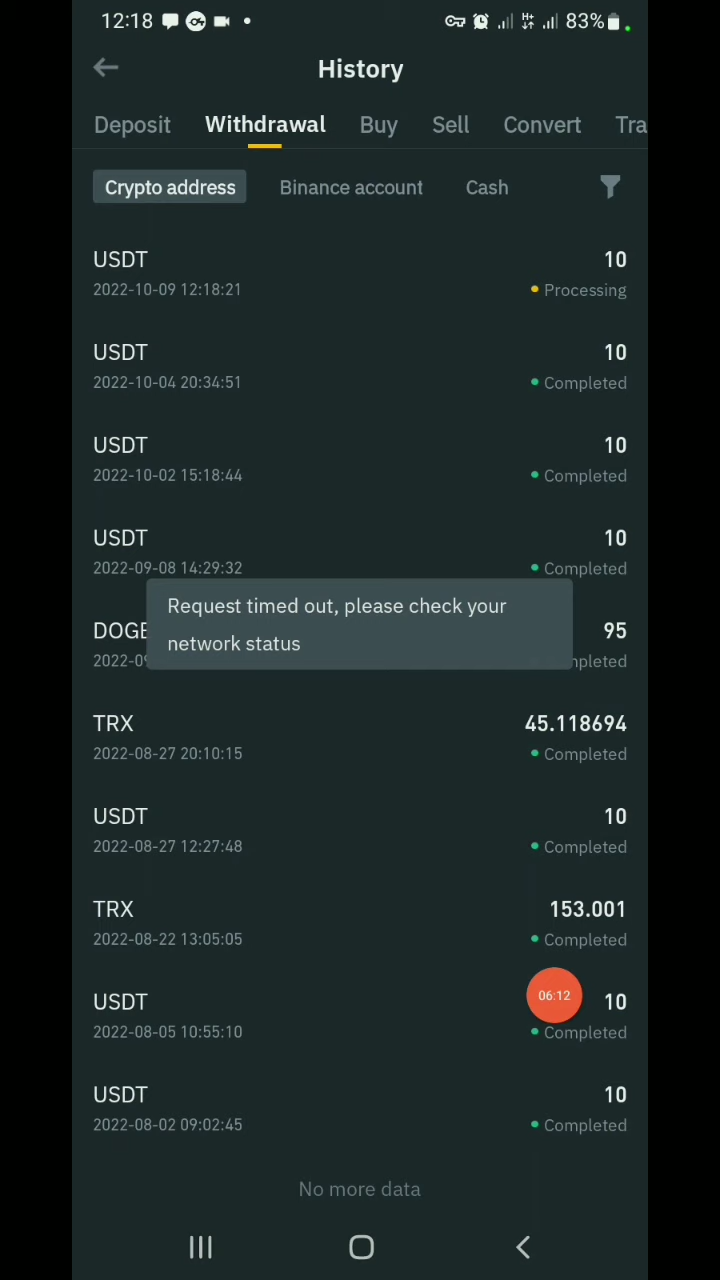 12:18 83%
History
Deposit Withdrawal Buy Sell Convert Tra
Crypto address Binance account Cash
USDT 10
2022-10-09 12:18:21 Processing
USDT 10
2022-10-04 20:34:51 Completed
USDT 10
2022-10-02 15:18:44 Completed
USDT 10
2022-09-08 14:29:32 Completed
Request timed out, please check your
network status
DOGE 95
2022-09 mpleted
TRX 45.118694
2022-08-27 20:10:15 Completed
USDT 10
2022-08-27 12:27:48 Completed
TRX 153.001
2022-08-22 13:05:05 Completed
06:12
USDT 10
2022-08-05 10:55:10 Completed
USDT 10
2022-08-02 09:02:45 Completed
No more data